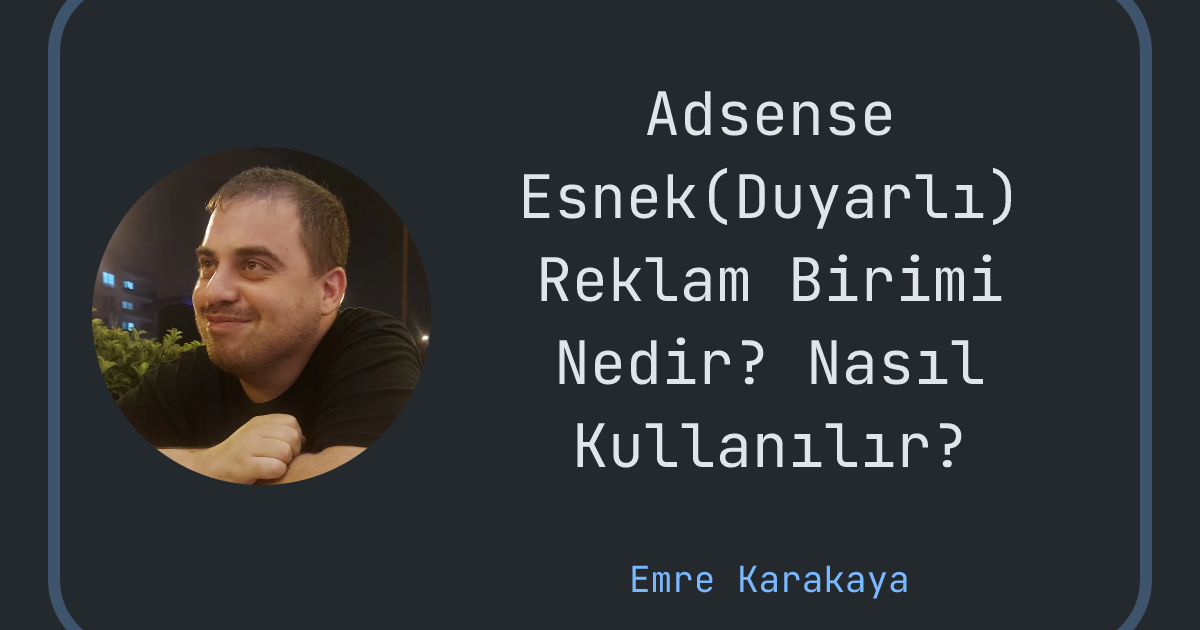 Adsense
Esnek(Duyarlı)
Reklam Birimi
Nedir? Nasıl
Kullanılır?
Emre Karakaya